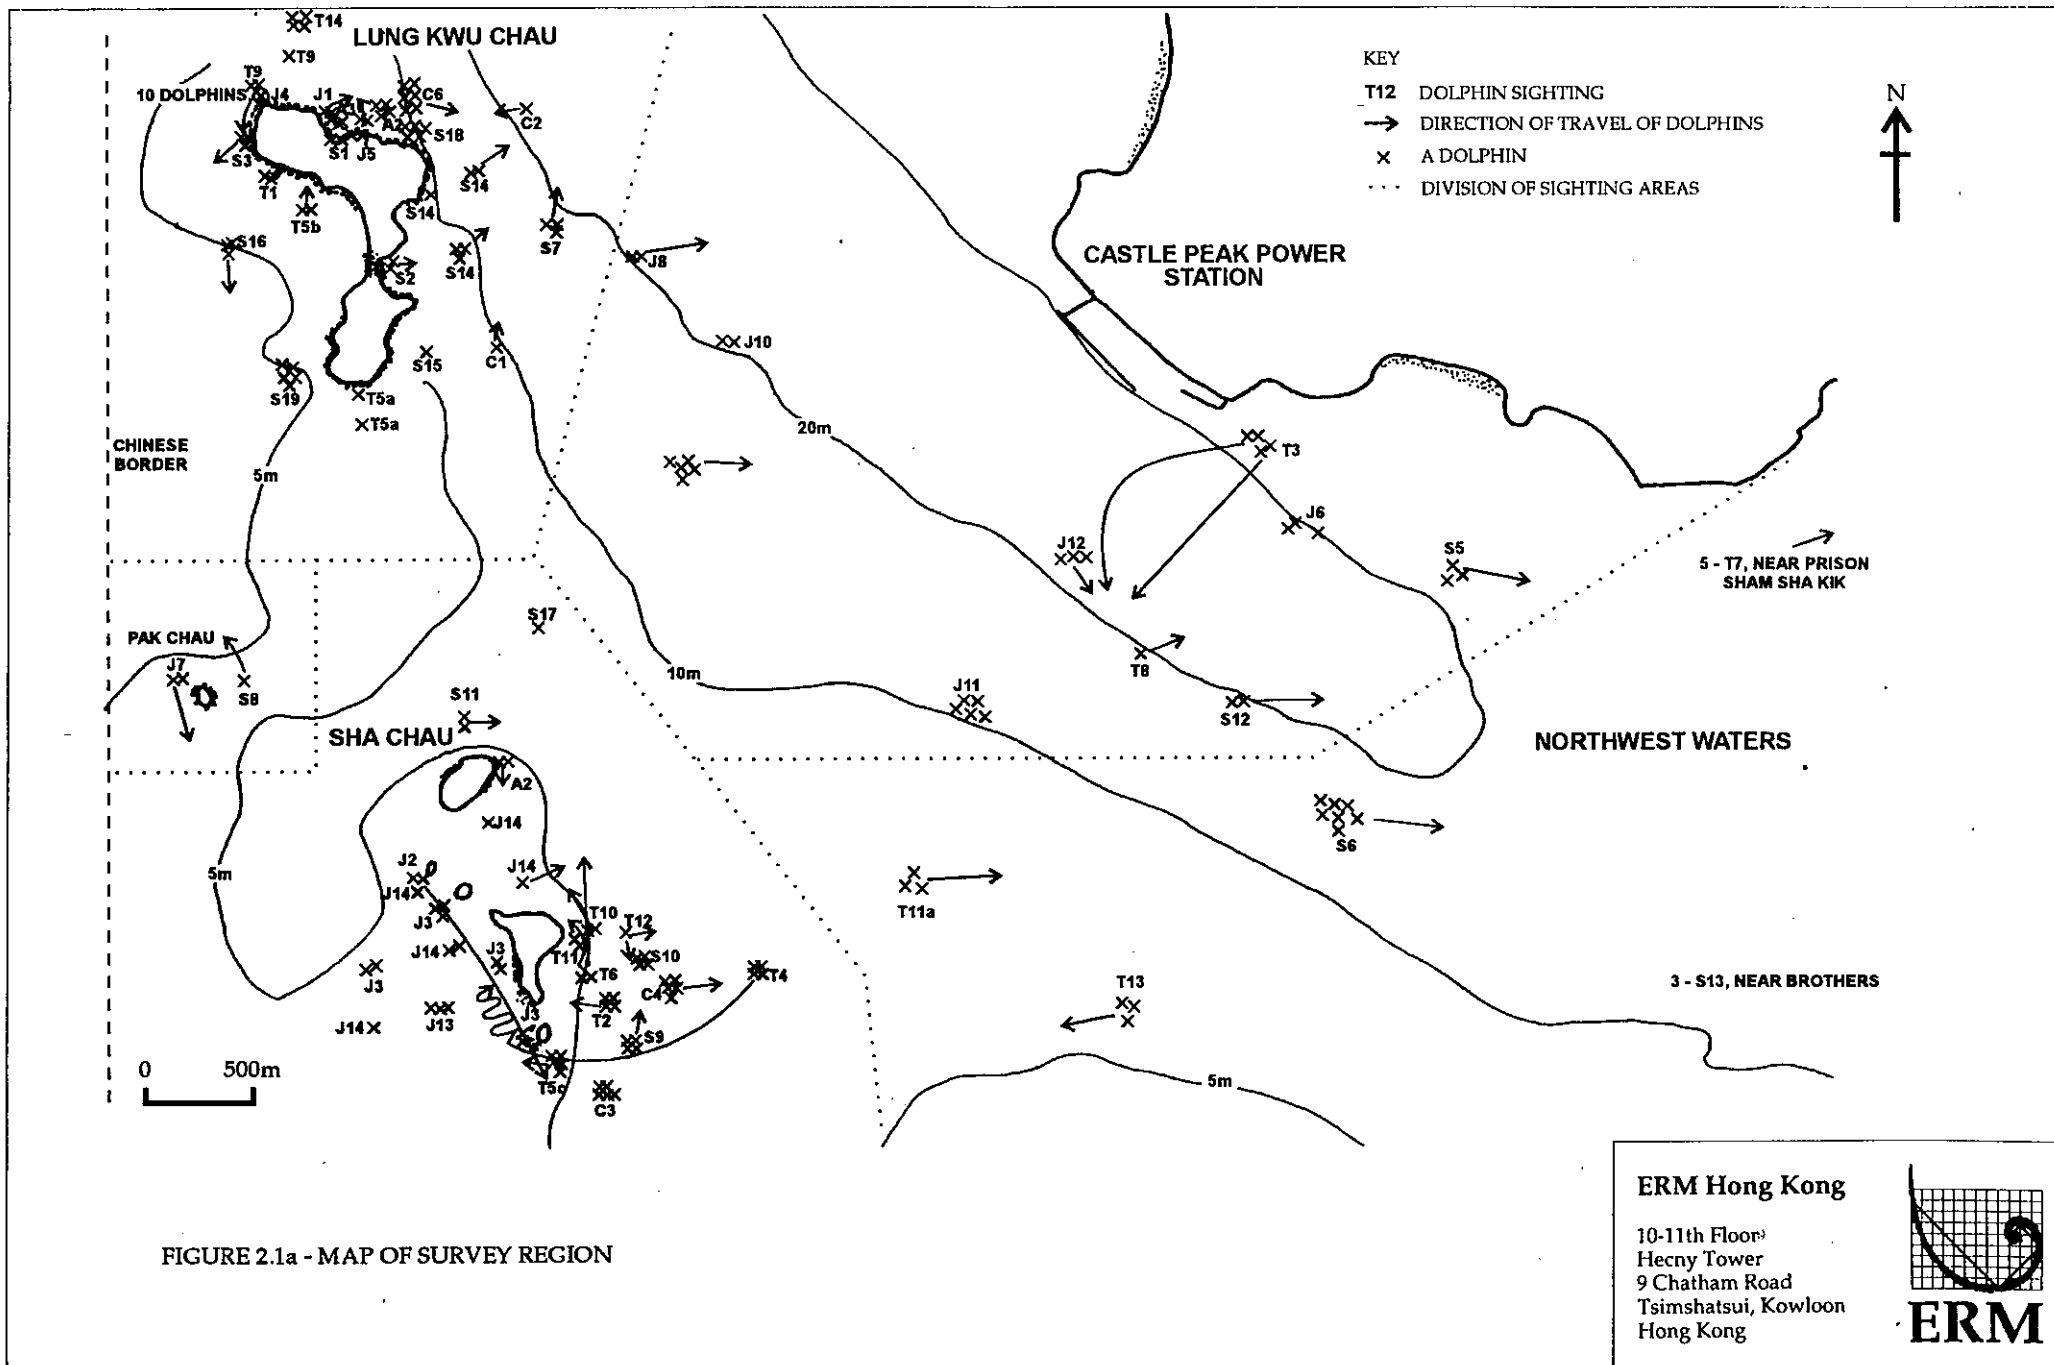 T14
LUNG KWU CHAU
T9
T9
10 DOLPHINS
J4
J1
C6
A2
S18
C2
S3
S1
J5
T1
S14
T5b
S14
S16
S7
S2
S14
J8
S15
C1
J10
S19
T5a
T5a
KEY
T12 DOLPHIN SIGHTING
DIRECTION OF TRAVEL OF DOLPHINS
A DOLPHIN
DIVISION OF SIGHTING AREAS
N
CASTLE PEAK POWER
STATION
20m
T3
CHINESE
BORDER
5m
J6
J12
S5
5 - T7, NEAR PRISON
SHAM SHA KIK
S17
PAK CHAU
J7
S8
10m
T8
S11
J11
S12
SHA CHAU
NORTHWEST WATERS
A2
J14
S6
J2
J14
5m
J14
J3
T11a
T10
T12
J14
J3
T11
S10
J3
T6
C4
T4
T13
3 - S13, NEAR BROTHERS
J13
J3
T2
J14
S9
0 500m
T5c
C3
5m
FIGURE 2.1a - MAP OF SURVEY REGION
ERM Hong Kong
10-11th Floor
Hecny Tower
9 Chatham Road
Tsimshatsui, Kowloon
Hong Kong
ERM